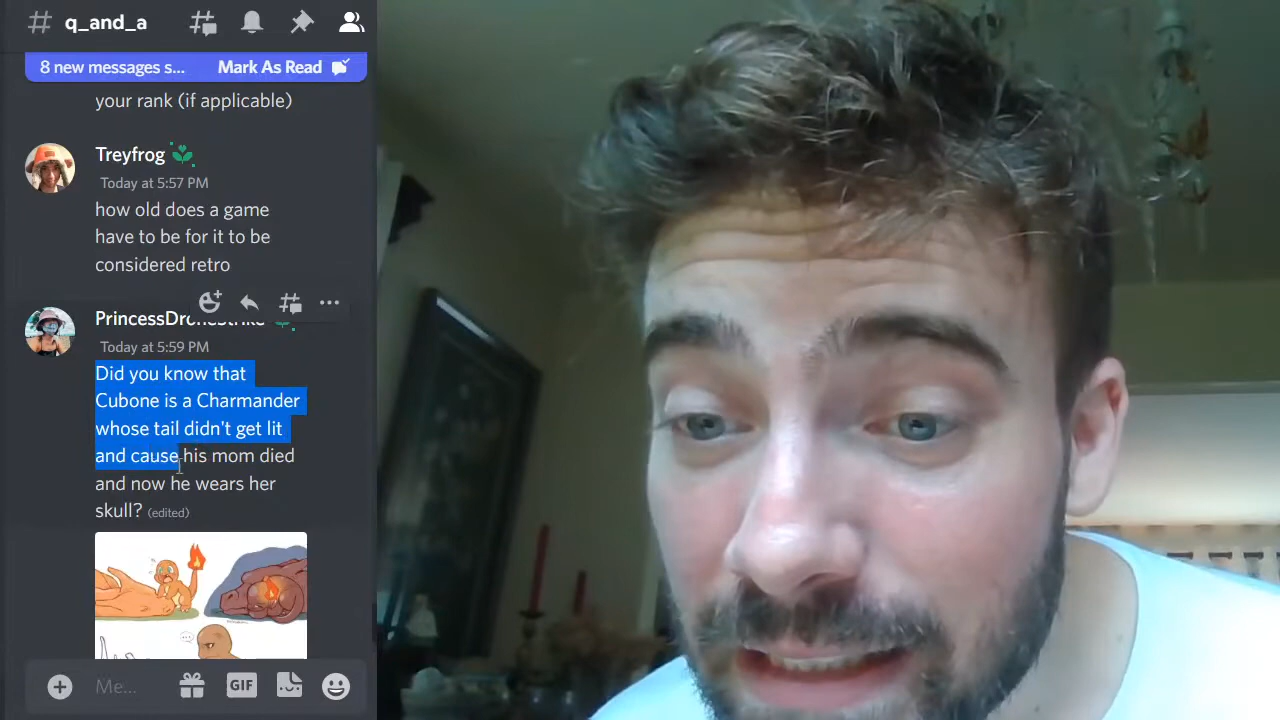 # q_and_a
8 new messages s... Mark As Read
your rank (if applicable)
Treyfrog
Today at 5:57 PM
how old does a game
have to be for it to be
considered retro
PrincessDroneStrike
Today at 5:59 PM
Did you know that
Cubone is a Charmander
whose tail didn't get lit
and cause his mom died
and now he wears her
skull? (edited)
Me... GIF